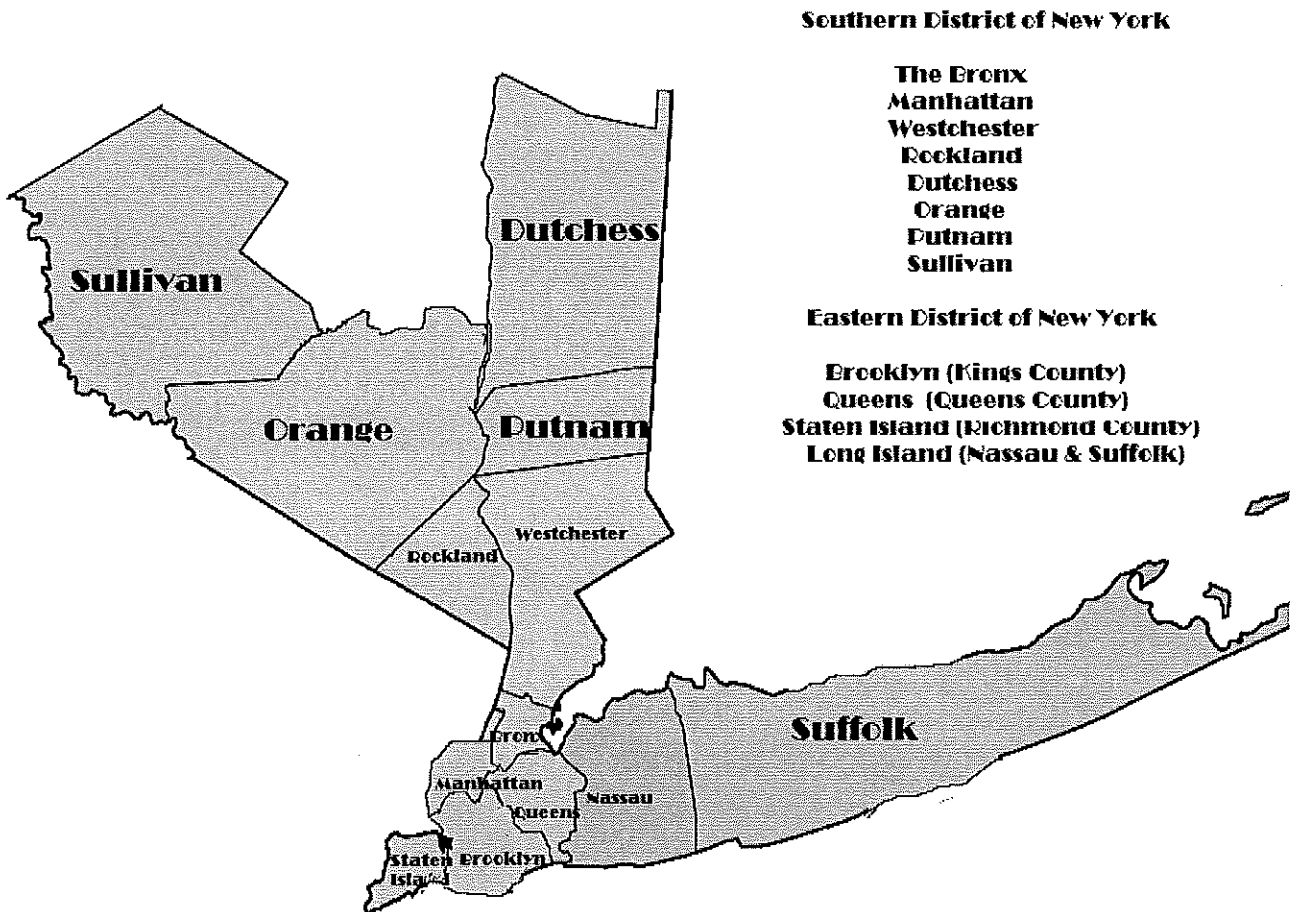 Southern District of New York
The Bronx
Manhattan
Westchester
Rockland
Dutchess
Orange
Putnam
Sullivan
Eastern District of New York
Brooklyn (Kings County)
Queens (Queens County)
Staten Island (Richmond County)
Long Island (Nassau & Suffolk)
Dutchess
Sullivan
Orange
Putnam
Westchester
Rockland
Suffolk
Bronx
Manhattan
Nassau
Queens
Staten
Island
Brooklyn